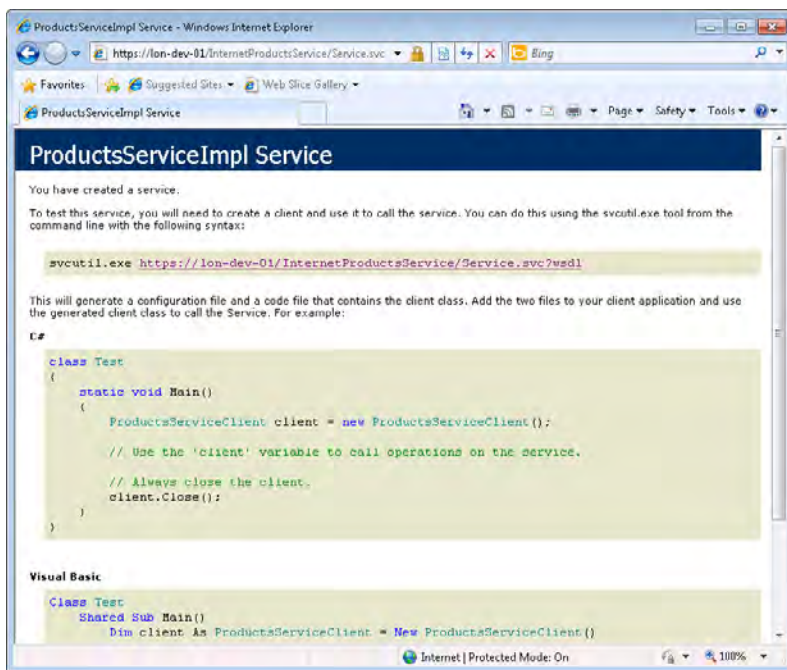 ProductsServiceImpl Service - Windows Internet Explorer
https://lon-dev-01/InternetProductsService/Service.svc
Bing
Favorites
Suggested Sites
Web Slice Gallery
ProductsServiceImpl Service
Page
Safety
Tools
ProductsServiceImpl Service
You have created a service.
To test this service, you will need to create a client and use it to call the service. You can do this using the svcutil.exe tool from the
command line with the following syntax:
svcutil.exe https://lon-dev-01/InternetProductsService/Service.svc?wsdl
This will generate a configuration file and a code file that contains the client class. Add the two files to your client application and use
the generated client class to call the Service. For example:
C#
class Test
{
static void Main()
{
ProductsServiceClient client = new ProductsServiceClient();
// Use the 'client' variable to call operations on the service.
// Always close the client.
client.Close();
}
}
Visual Basic
Class Test
Shared Sub Main()
Dim client As ProductsServiceClient = New ProductsServiceClient()
Internet | Protected Mode: On
100%